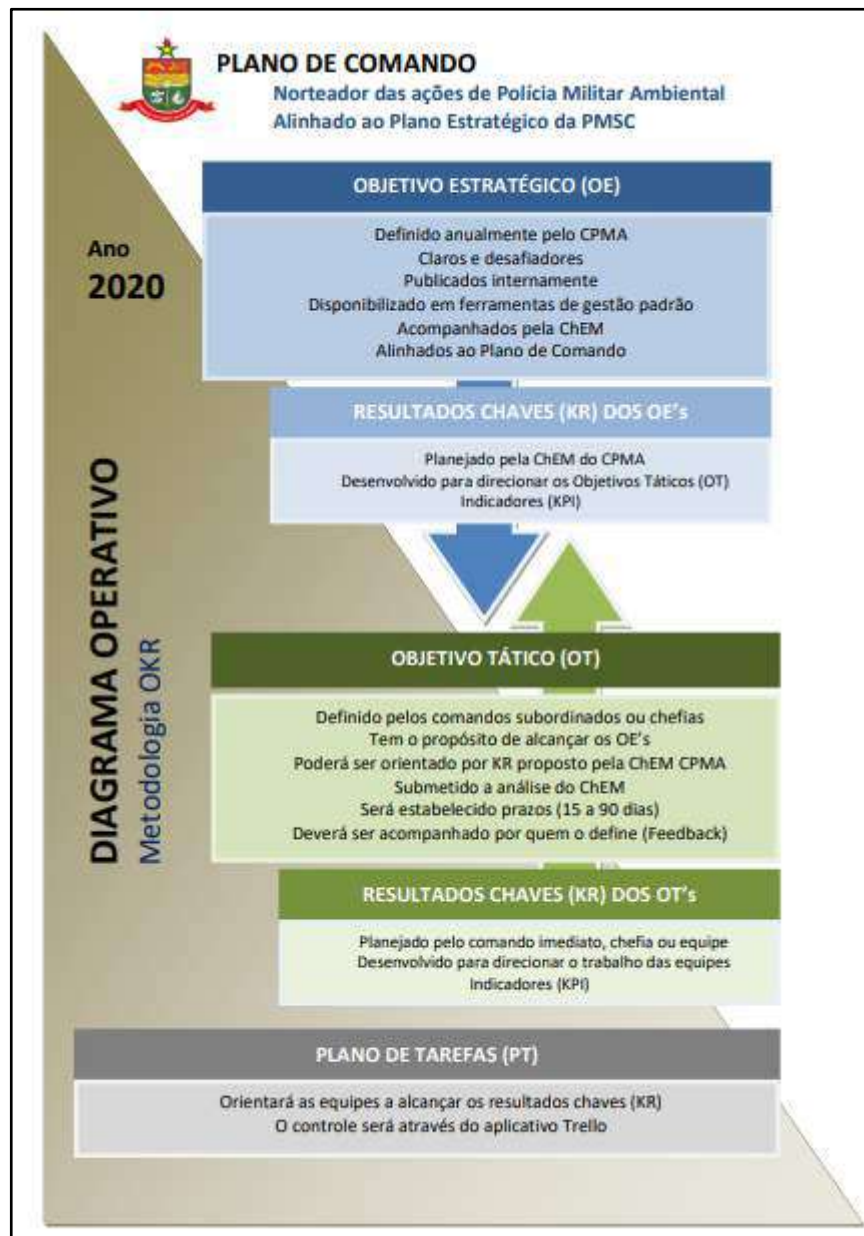 PLANO DE COMANDO
Norteador das ações de Polícia Militar Ambiental
Alinhado ao Plano Estratégico da PMSC
OBJETIVO ESTRATÉGICO (OE)
Definido anualmente pelo CPMA
Claros e desafiadores
Publicados internamente
Disponibilizado em ferramentas de gestão padrão
Acompanhados pela ChEM
Alinhados ao Plano de Comando
Ano
2020
RESULTADOS CHAVES (KR) DOS OE's
Planejado pela ChEM do CPMA
Desenvolvido para direcionar os Objetivos Táticos (OT)
Indicadores (KPI)
DIAGRAMA OPERATIVO
Metodologia OKR
OBJETIVO TÁTICO (OT)
Definido pelos comandos subordinados ou chefias
Tem o propósito de alcançar os OE's
Poderá ser orientado por KR proposto pela ChEM CPMA
Submetido a análise do ChEM
Será estabelecido prazos (15 a 90 dias)
Deverá ser acompanhado por quem o define (Feedback)
RESULTADOS CHAVES (KR) DOS OT's
Planejado pelo comando imediato, chefia ou equipe
Desenvolvido para direcionar o trabalho das equipes
Indicadores (KPI)
PLANO DE TAREFAS (PT)
Orientará as equipes a alcançar os resultados chaves (KR)
O controle será através do aplicativo Trello